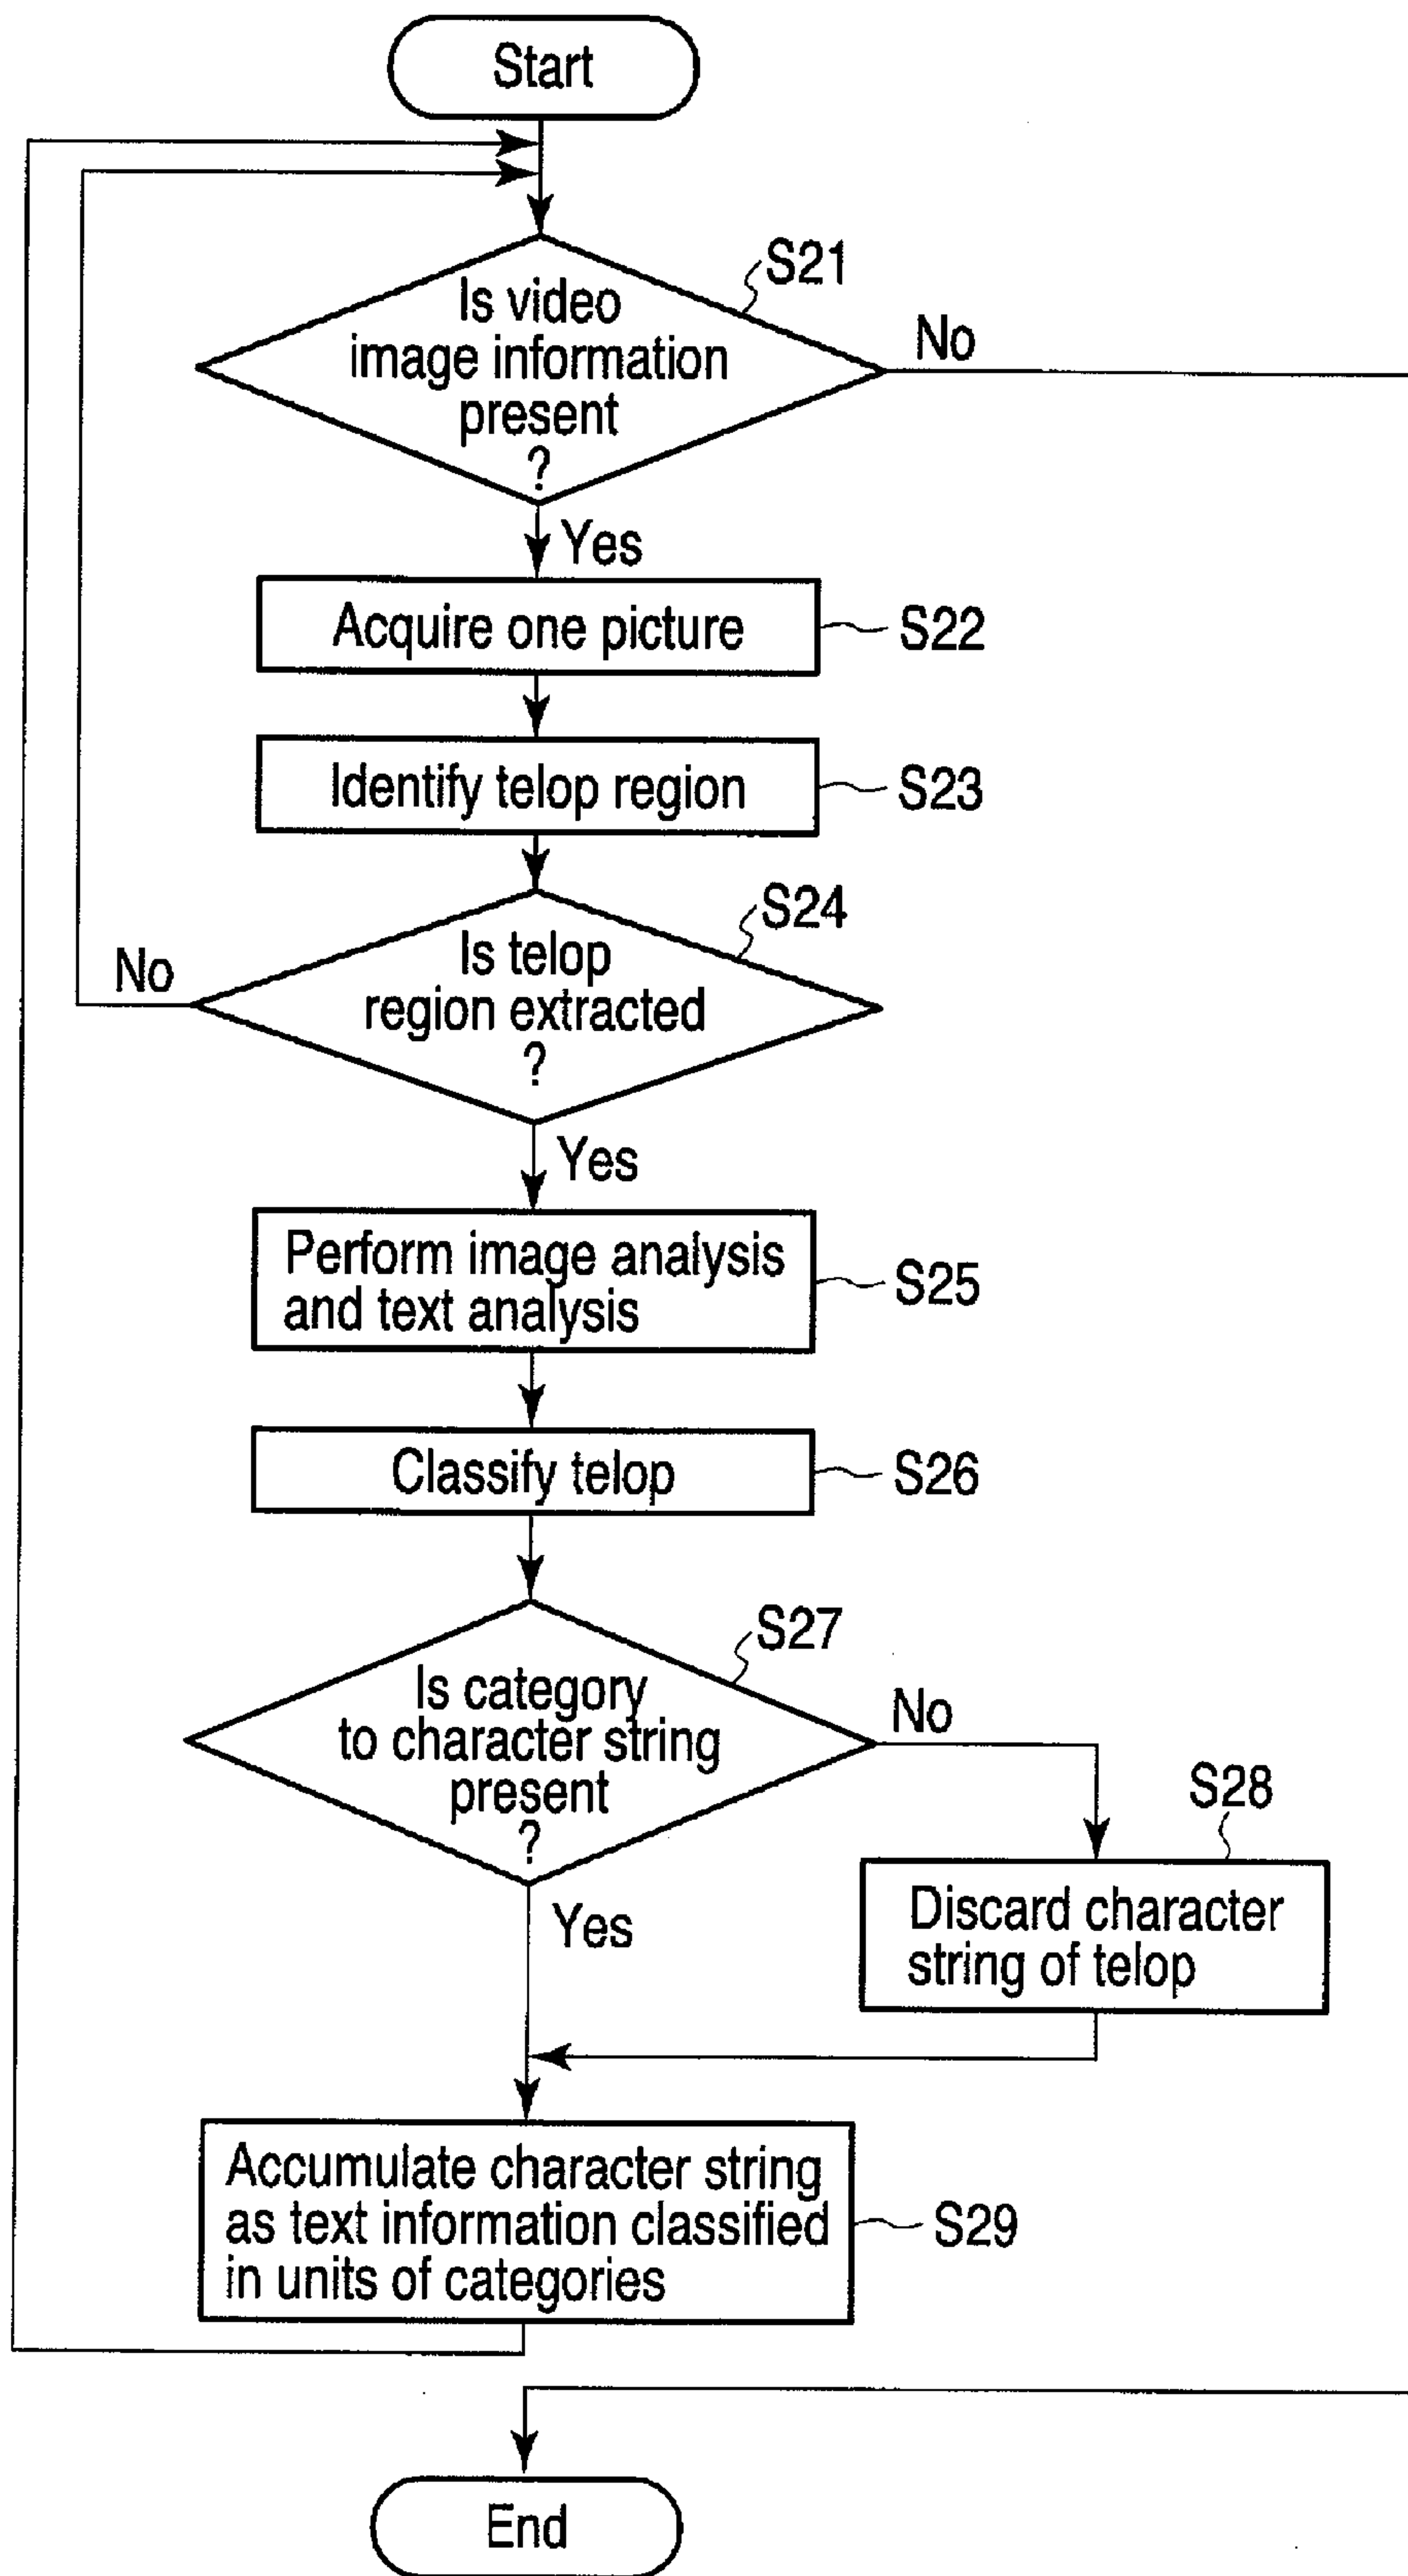 Start
S21
Is video
image information
present
?
No
Yes
Acquire one picture
S22
Identify telop region
S23
S24
Is telop
region extracted
?
No
Yes
Perform image analysis
and text analysis
S25
Classify telop
S26
S27
Is category
to character string
present
?
No
S28
Discard character
string of telop
Yes
Accumulate character string
as text information classified
in units of categories
S29
End